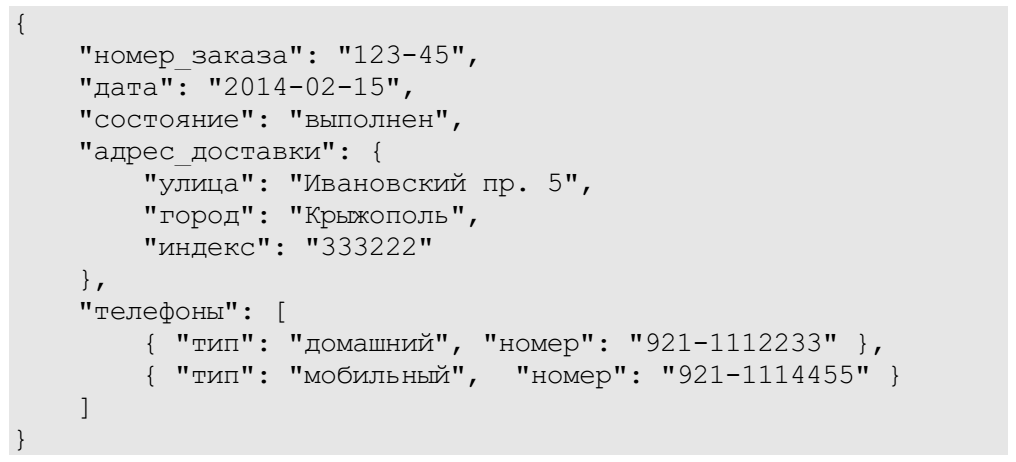 {
    "номер_заказа": "123-45",
    "дата": "2014-02-15",
    "состояние": "выполнен",
    "адрес_доставки": {
        "улица": "Ивановский пр. 5",
        "город": "Крыжополь",
        "индекс": "333222"
    },
    "телефоны": [
        { "тип": "домашний", "номер": "921-1112233" },
        { "тип": "мобильный",  "номер": "921-1114455" }
    ]
}